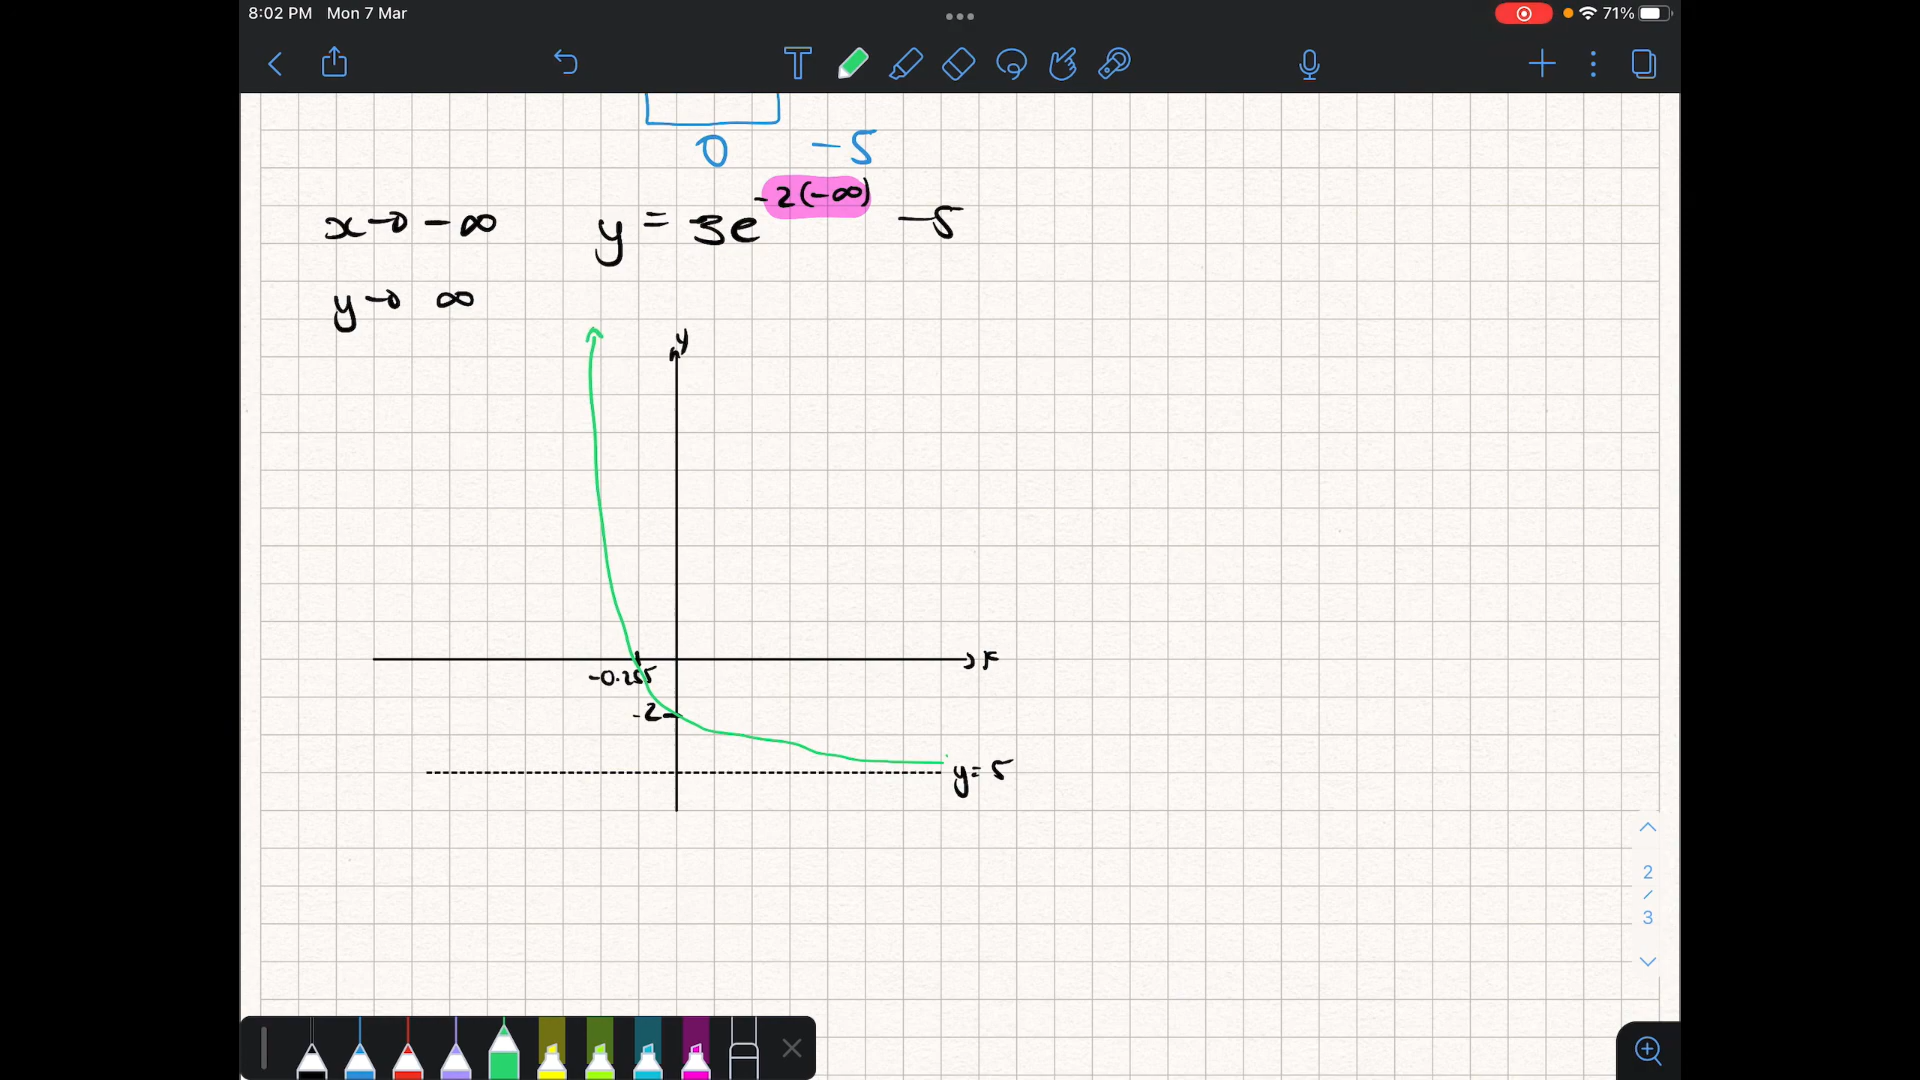 8:02 PM Mon 7 Mar
71%
0 -5
x→ -∞ y = 3e^{-2(-∞)} -5
y→ ∞
y
x
-0.255
-2
y= 5
2
/
3